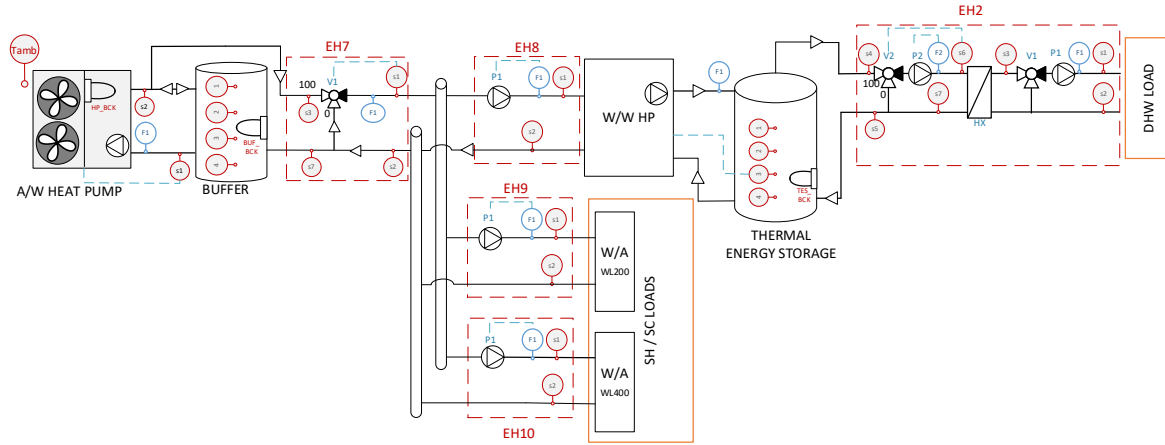 Tamb
HP_BCK
s2
F1
s1
A/W HEAT PUMP
1
2
3
4
BUF_
BCK
BUFFER
EH7
100
V1
0
s3
F1
s1
s7
s2
EH8
P1
F1
s1
s2
W/W HP
F1
1
2
3
4
TES_
BCK
THERMAL
ENERGY STORAGE
EH2
s4
V2
P2
F2
s6
s3
V1
P1
F1
s1
100
0
s5
s7
HX
s2
DHW LOAD
EH9
P1
F1
s1
s2
W/A
WL200
P1
F1
s1
s2
W/A
WL400
EH10
SH / SC LOADS